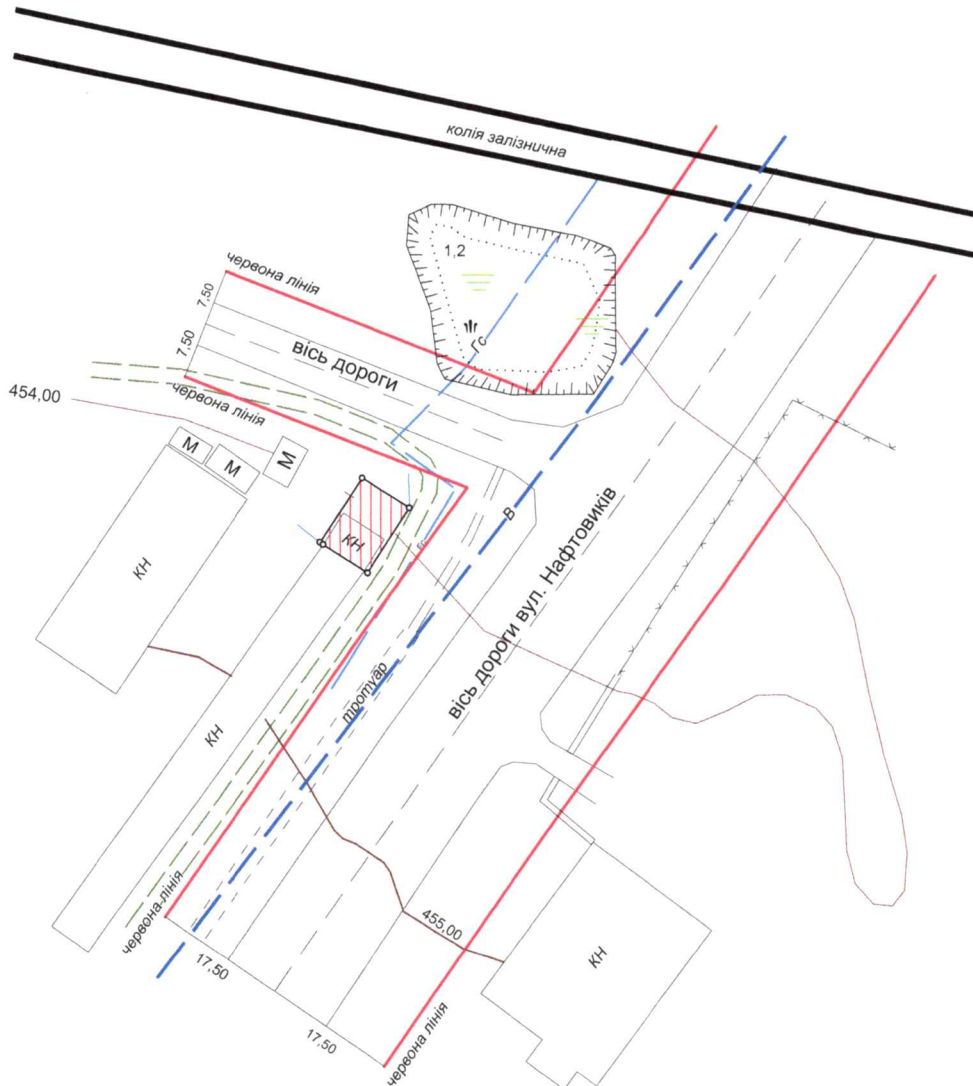 колія залізнична
1,2
червона лінія
7,50
7,50
вісь дороги
Гс
454,00
червона лінія
М
М
М
КН
КН
В
вісь дороги вул. Нафтовиків
тротуар
КН
455,00
КН
червона лінія
17,50
17,50
червона лінія